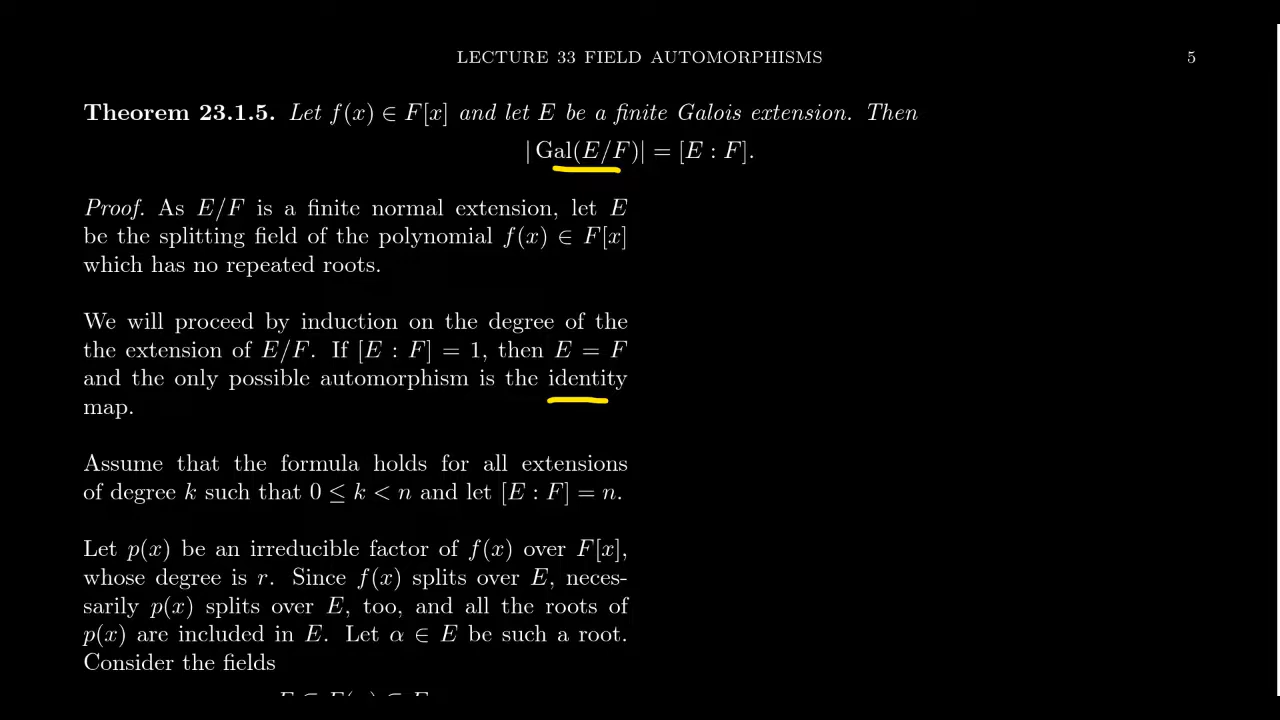 LECTURE 33 FIELD AUTOMORPHISMS 5
Theorem 23.1.5. Let f(x) ∈ F[x] and let E be a finite Galois extension. Then
| Gal(E/F)| = [E : F].
Proof. As E/F is a finite normal extension, let E
be the splitting field of the polynomial f(x) ∈ F[x]
which has no repeated roots.
We will proceed by induction on the degree of the
the extension of E/F. If [E : F] = 1, then E = F
and the only possible automorphism is the identity
map.
Assume that the formula holds for all extensions
of degree k such that 0 ≤ k < n and let [E : F] = n.
Let p(x) be an irreducible factor of f(x) over F[x],
whose degree is r. Since f(x) splits over E, neces-
sarily p(x) splits over E, too, and all the roots of
p(x) are included in E. Let α ∈ E be such a root.
Consider the fields